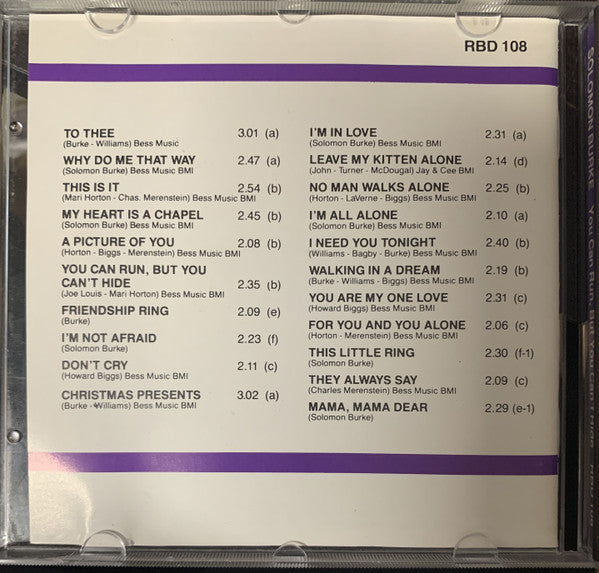 RBD 108
TO THEE 3.01 (a)
(Burke - Williams) Bess Music
WHY DO ME THAT WAY 2.47 (a)
(Solomon Burke) Bess Music BMI
THIS IS IT 2.54 (b)
(Mari Horton - Chas. Merenstein) Bess Music BMI
MY HEART IS A CHAPEL 2.45 (b)
(Solomon Burke) Bess Music BMI
A PICTURE OF YOU 2.08 (b)
(Horton - Biggs - Merenstein) Bess Music BMI
YOU CAN RUN, BUT YOU
CAN'T HIDE 2.35 (b)
(Joe Louis - Mari Horton) Bess Music BMI
FRIENDSHIP RING 2.09 (e)
(Burke)
I'M NOT AFRAID 2.23 (f)
(Solomon Burke)
DON'T CRY 2.11 (c)
(Howard Biggs) Bess Music BMI
CHRISTMAS PRESENTS 3.02 (a)
(Burke - Williams) Bess Music BMI
I'M IN LOVE 2.31 (a)
(Solomon Burke) Bess Music BMI
LEAVE MY KITTEN ALONE 2.14 (d)
(John - Turner - McDougal) Jay & Cee BMI
NO MAN WALKS ALONE 2.25 (b)
(Horton - LaVerne - Biggs) Bess Music BMI
I'M ALL ALONE 2.10 (a)
(Solomon Burke) Bess Music BMI
I NEED YOU TONIGHT 2.40 (b)
(Williams - Bagby - Burke) Bess Music BMI
WALKING IN A DREAM 2.19 (b)
(Burke - Williams - Biggs) Bess Music BMI
YOU ARE MY ONE LOVE 2.31 (c)
(Howard Biggs) Bess Music BMI
FOR YOU AND YOU ALONE 2.06 (c)
(Horton - Merenstein) Bess Music BMI
THIS LITTLE RING 2.30 (f-1)
(Solomon Burke)
THEY ALWAYS SAY 2.09 (c)
(Charles Merenstein) Bess Music BMI
MAMA, MAMA DEAR 2.29 (e-1)
(Solomon Burke)
SOLOMON BURKE You Can Run, But You Can't Hide